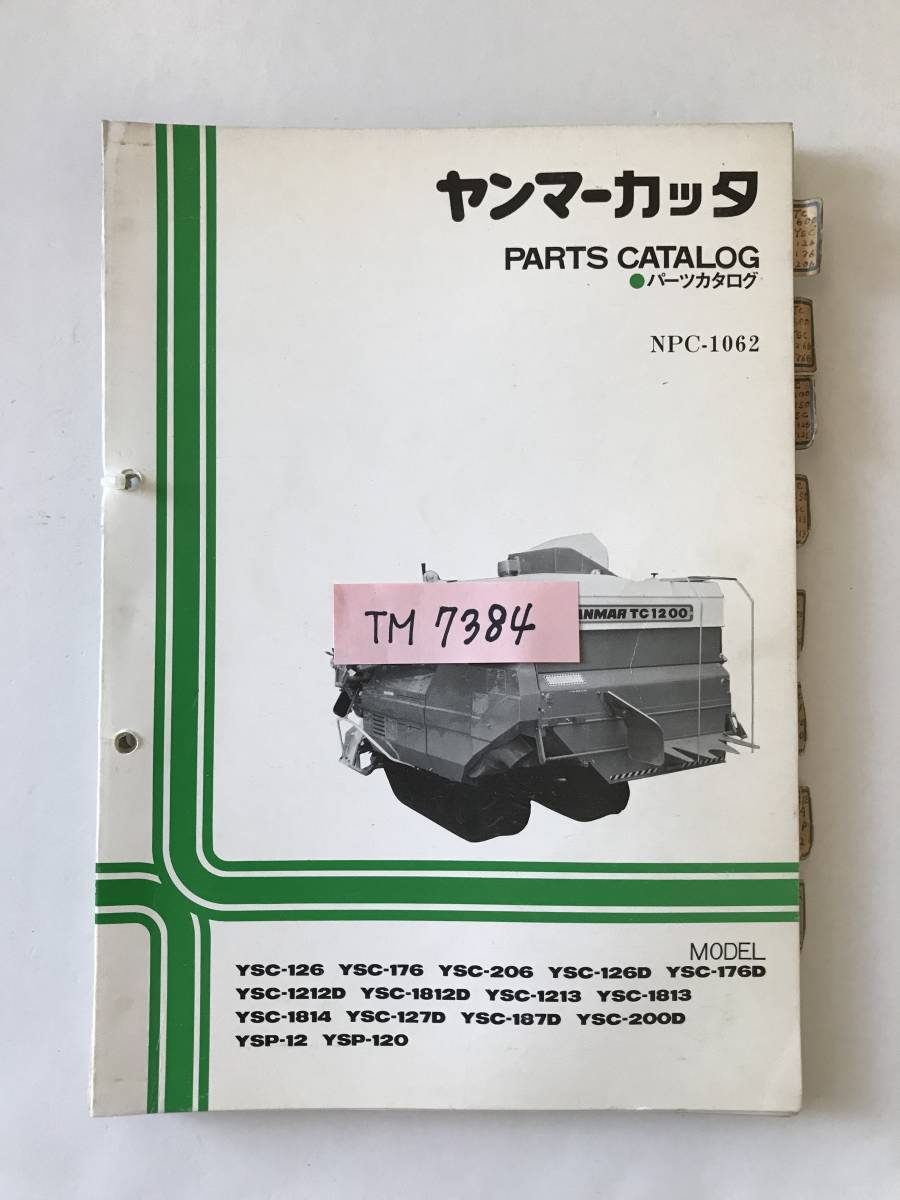 ヤンマーカッタ
PARTS CATALOG
●パーツカタログ
NPC-1062
ANMAR TC1200
TM 7384
MODEL
YSC-126 YSC-176 YSC-206 YSC-126D YSC-176D
YSC-1212D YSC-1812D YSC-1213 YSC-1813
YSC-1814 YSC-127D YSC-187D YSC-200D
YSP-12 YSP-120